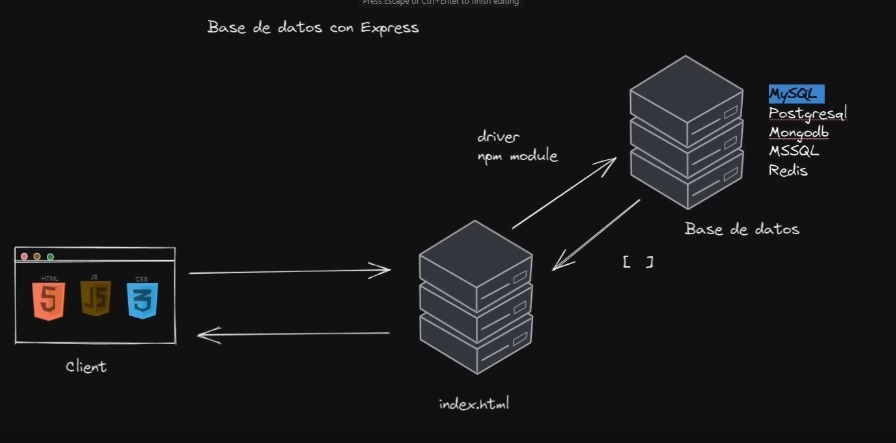 Press Escape or Ctrl+Enter to finish editing
Base de datos con Express
MySQL
Postgresql
Mongodb
MSSQL
Redis
driver
npm module
Base de datos
[ ]
HTML
5
JS
JS
CSS
3
Client
index.html